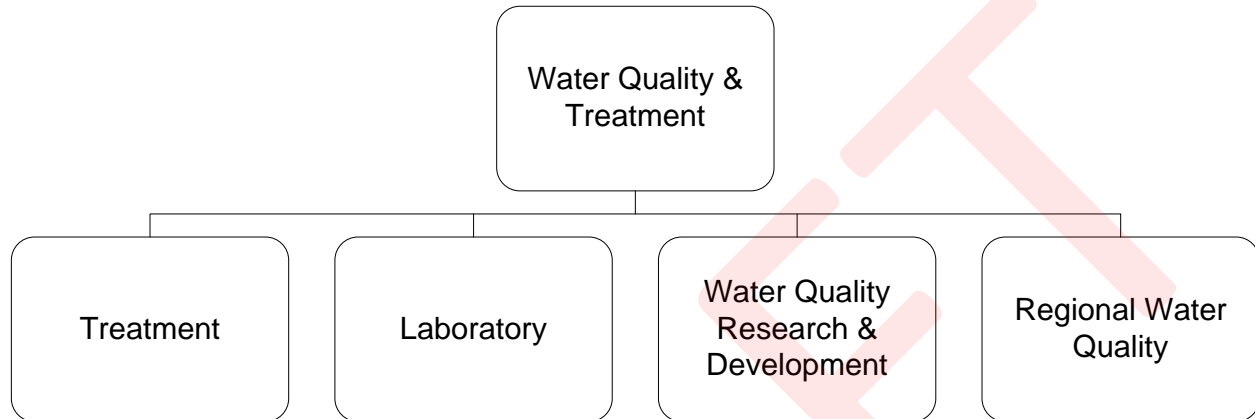 Water Quality &
Treatment
Treatment
Laboratory
Water Quality
Research &
Development
Regional Water
Quality